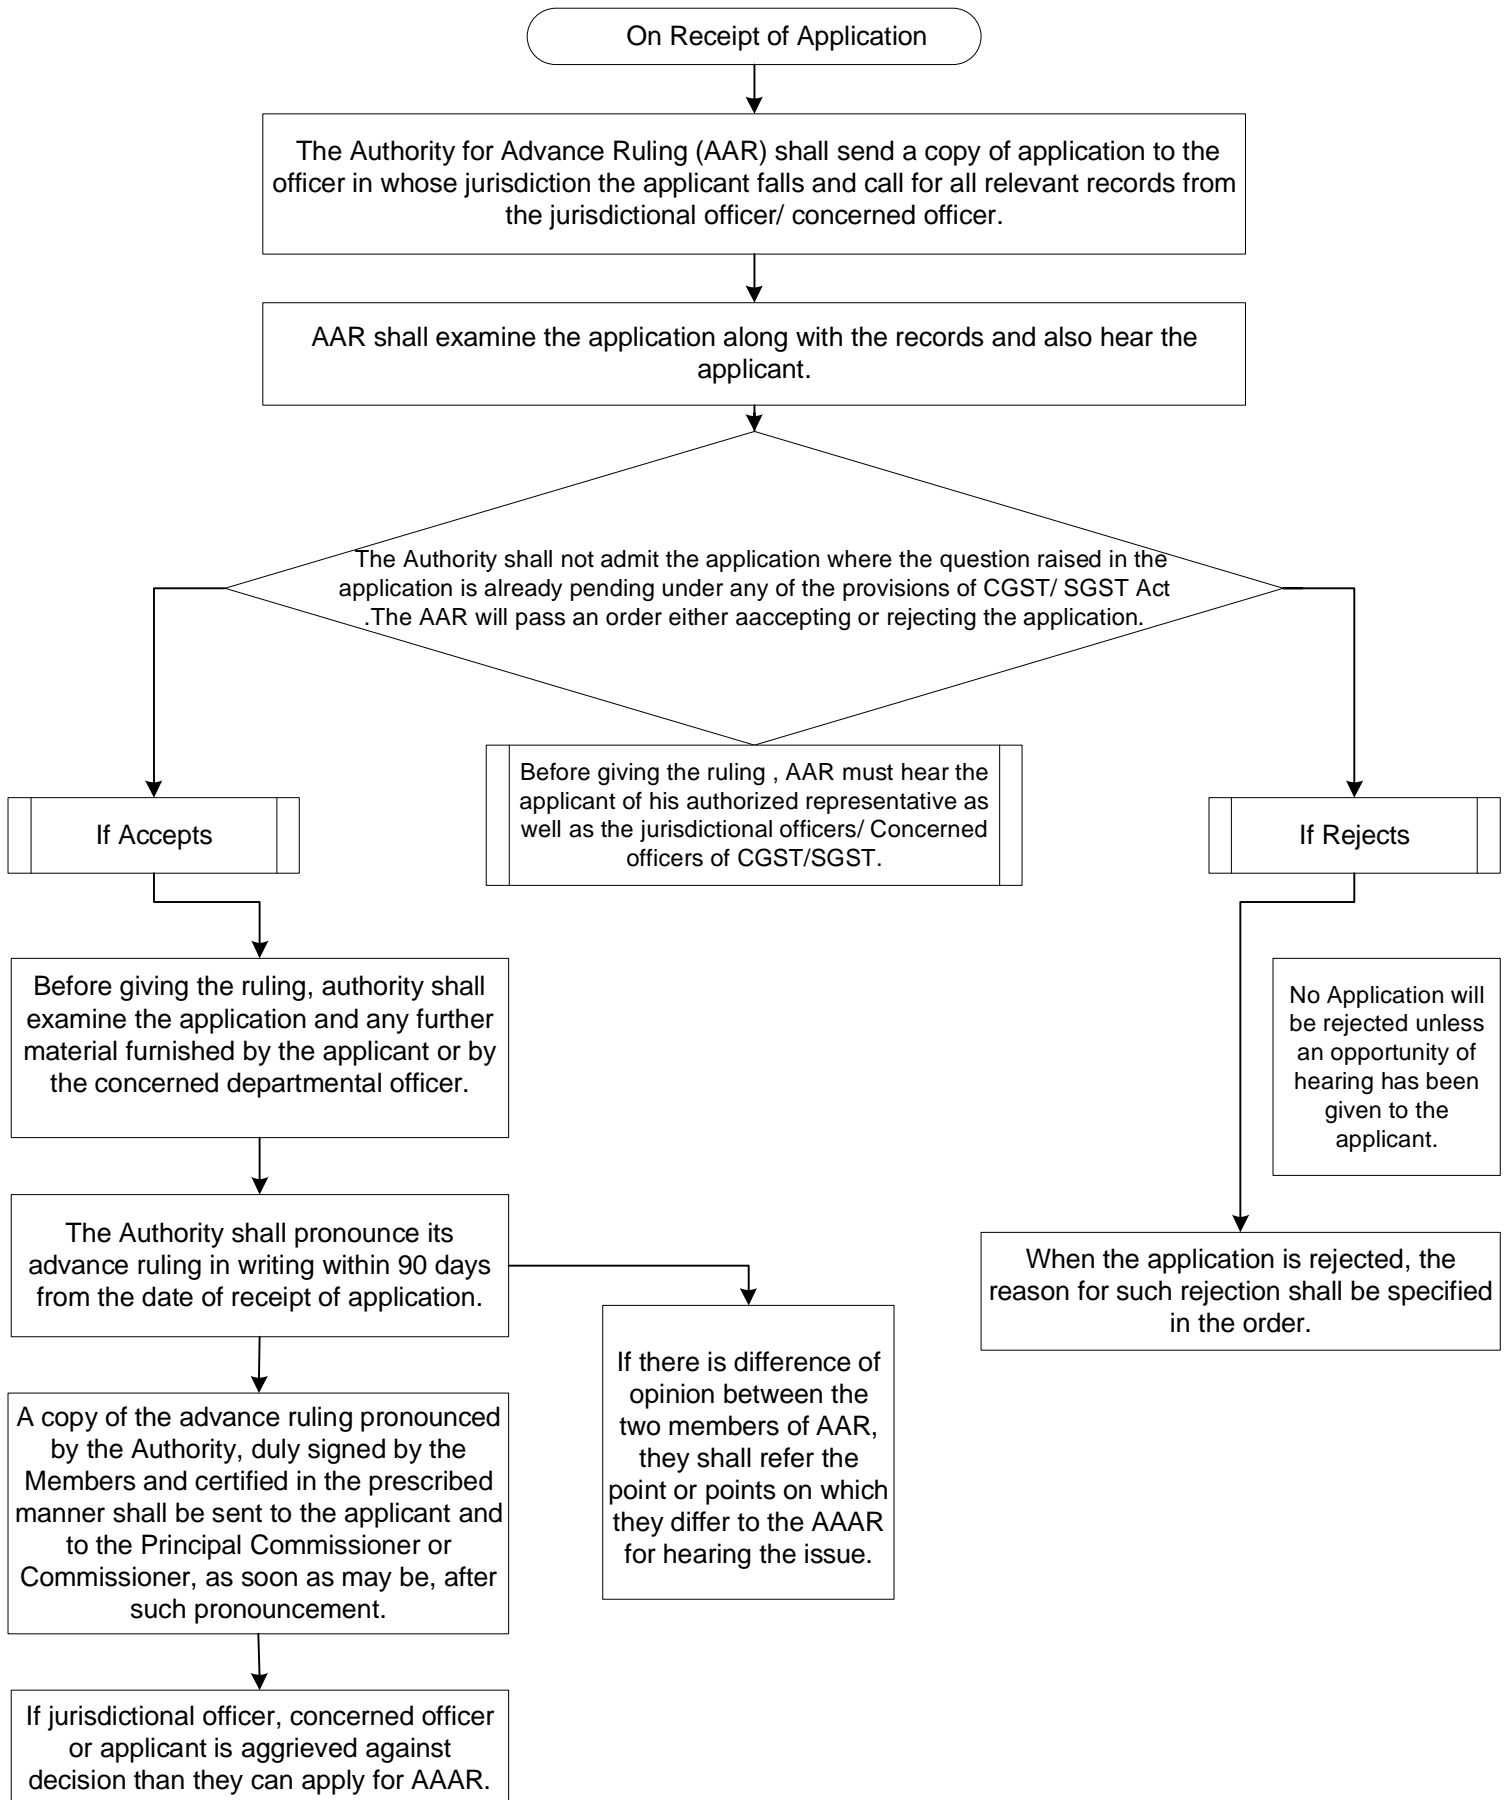 On Receipt of Application
The Authority for Advance Ruling (AAR) shall send a copy of application to the
officer in whose jurisdiction the applicant falls and call for all relevant records from
the jurisdictional officer/ concerned officer.
AAR shall examine the application along with the records and also hear the
applicant.
The Authority shall not admit the application where the question raised in the
application is already pending under any of the provisions of CGST/ SGST Act
.The AAR will pass an order either aaccepting or rejecting the application.
Before giving the ruling , AAR must hear the
applicant of his authorized representative as
well as the jurisdictional officers/ Concerned
officers of CGST/SGST.
If Accepts
If Rejects
Before giving the ruling, authority shall
examine the application and any further
material furnished by the applicant or by
the concerned departmental officer.
No Application will
be rejected unless
an opportunity of
hearing has been
given to the
applicant.
The Authority shall pronounce its
advance ruling in writing within 90 days
from the date of receipt of application.
When the application is rejected, the
reason for such rejection shall be specified
in the order.
If there is difference of
opinion between the
two members of AAR,
they shall refer the
point or points on which
they differ to the AAAR
for hearing the issue.
A copy of the advance ruling pronounced
by the Authority, duly signed by the
Members and certified in the prescribed
manner shall be sent to the applicant and
to the Principal Commissioner or
Commissioner, as soon as may be, after
such pronouncement.
If jurisdictional officer, concerned officer
or applicant is aggrieved against
decision than they can apply for AAAR.